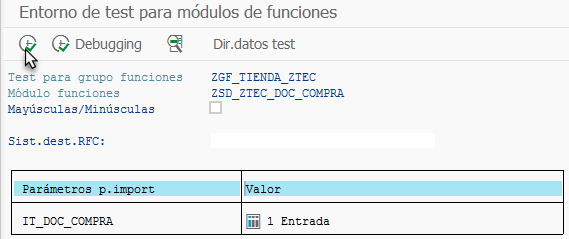 Entorno de test para módulos de funciones
Debugging Dir.datos test
Test para grupo funciones ZGF_TIENDA_ZTEC
Módulo funciones ZSD_ZTEC_DOC_COMPRA
Mayúsculas/Minúsculas
Sist.dest.RFC:
Parámetros p.import Valor
IT_DOC_COMPRA 1 Entrada